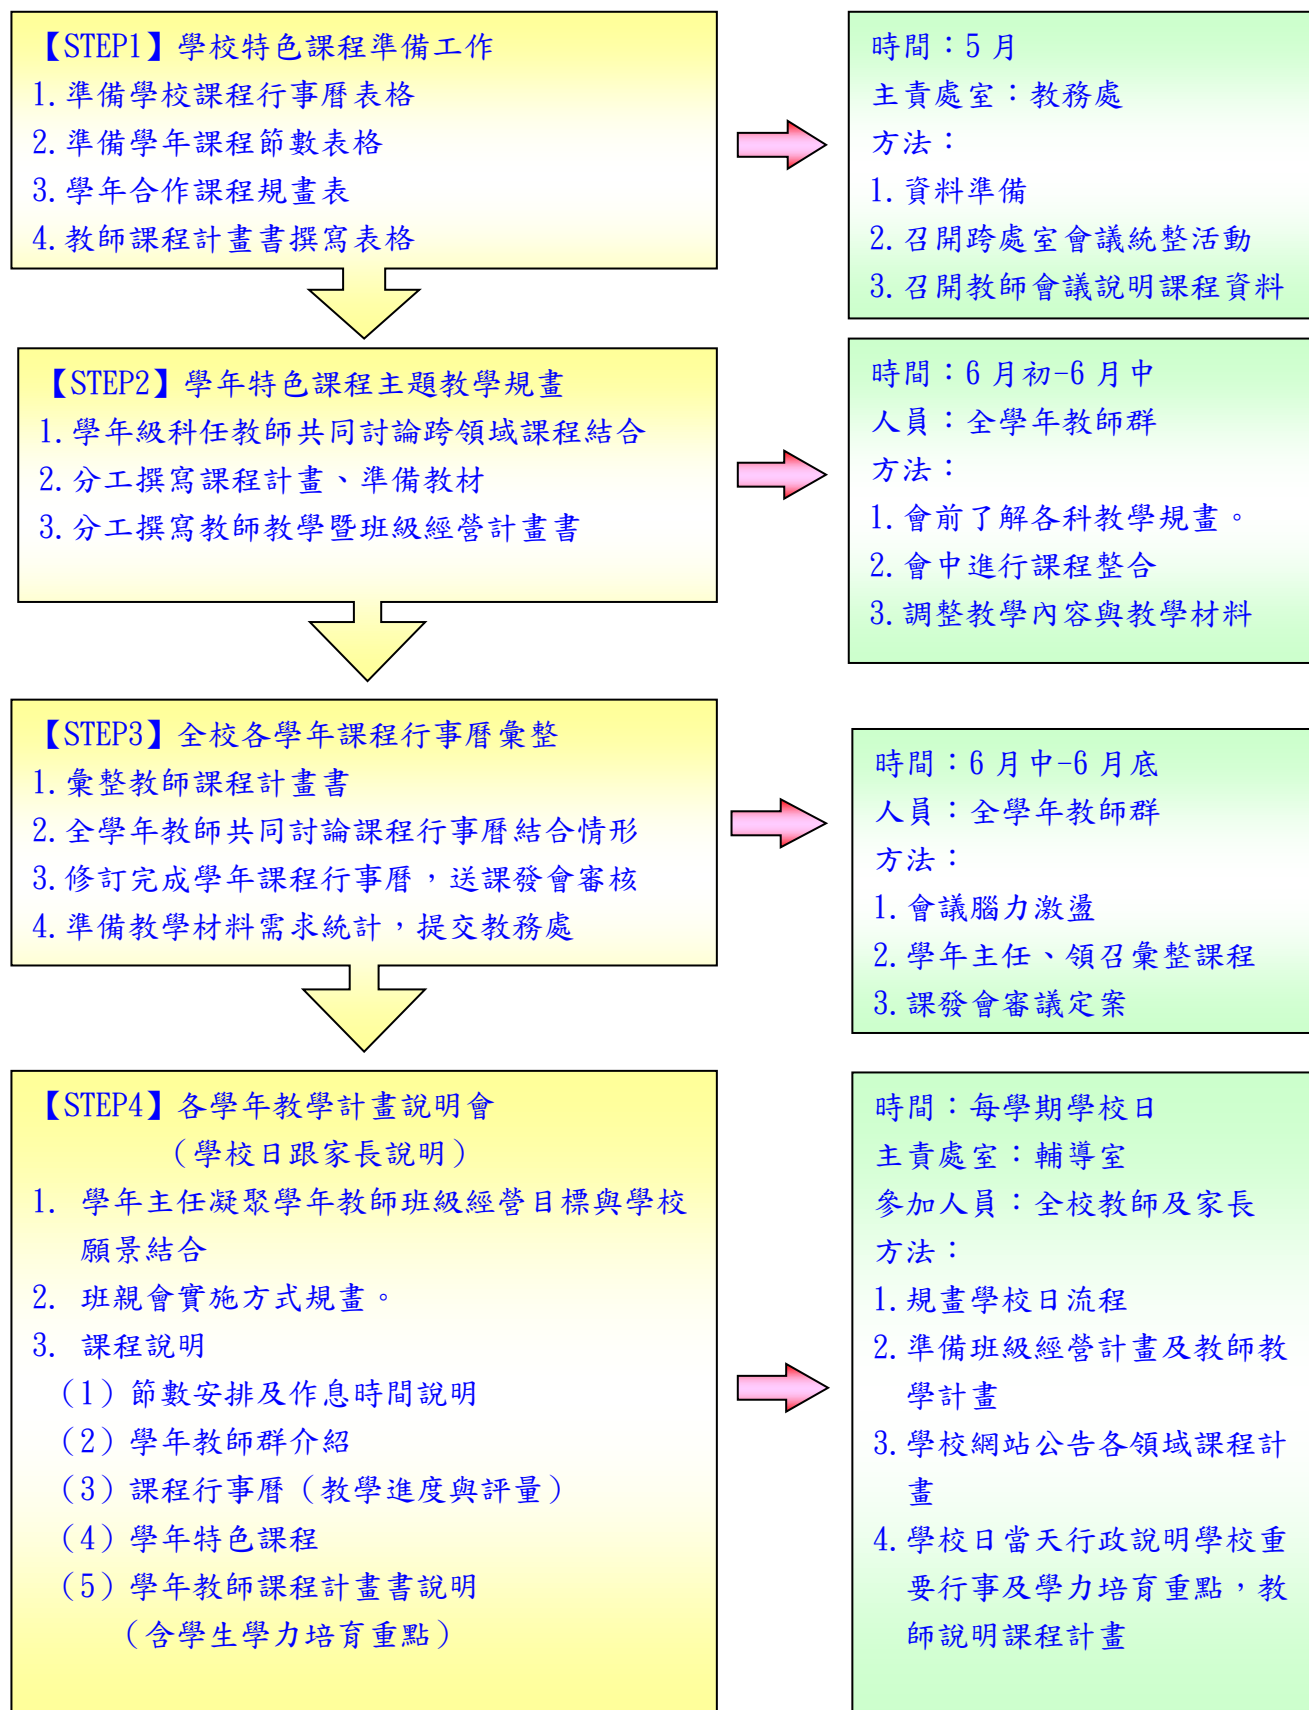 【STEP1】學校特色課程準備工作
1.準備學校課程行事曆表格
2.準備學年課程節數表格
3.學年合作課程規畫表
4.教師課程計畫書撰寫表格
時間：5 月
主責處室：教務處
方法：
1.資料準備
2.召開跨處室會議統整活動
3.召開教師會議說明課程資料
【STEP2】學年特色課程主題教學規畫
1.學年級科任教師共同討論跨領域課程結合
2.分工撰寫課程計畫、準備教材
3.分工撰寫教師教學暨班級經營計畫書
時間：6 月初-6 月中
人員：全學年教師群
方法：
1.會前了解各科教學規畫。
2.會中進行課程整合
3.調整教學內容與教學材料
【STEP3】全校各學年課程行事曆彙整
1.彙整教師課程計畫書
2.全學年教師共同討論課程行事曆結合情形
3.修訂完成學年課程行事曆，送課發會審核
4.準備教學材料需求統計，提交教務處
時間：6 月中-6 月底
人員：全學年教師群
方法：
1.會議腦力激盪
2.學年主任、領召彙整課程
3.課發會審議定案
【STEP4】各學年教學計畫說明會
（學校日跟家長說明）
1. 學年主任凝聚學年教師班級經營目標與學校
願景結合
2. 班親會實施方式規畫。
3. 課程說明
（1）節數安排及作息時間說明
（2）學年教師群介紹
（3）課程行事曆（教學進度與評量）
（4）學年特色課程
（5）學年教師課程計畫書說明
（含學生學力培育重點）
時間：每學期學校日
主責處室：輔導室
參加人員：全校教師及家長
方法：
1.規畫學校日流程
2.準備班級經營計畫及教師教
學計畫
3.學校網站公告各領域課程計
畫
4.學校日當天行政說明學校重
要行事及學力培育重點，教
師說明課程計畫